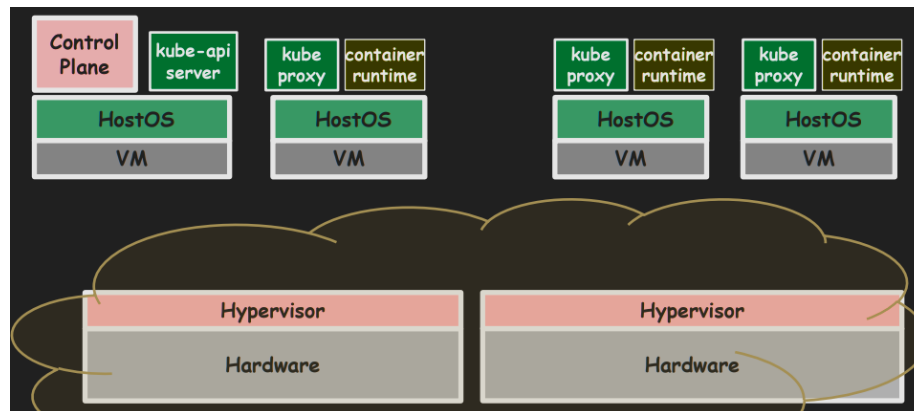 Control
Plane
kube-api
server
kube
proxy
container
runtime
kube
proxy
container
runtime
kube
proxy
container
runtime
HostOS
HostOS
HostOS
HostOS
VM
VM
VM
VM
Hypervisor
Hypervisor
Hardware
Hardware